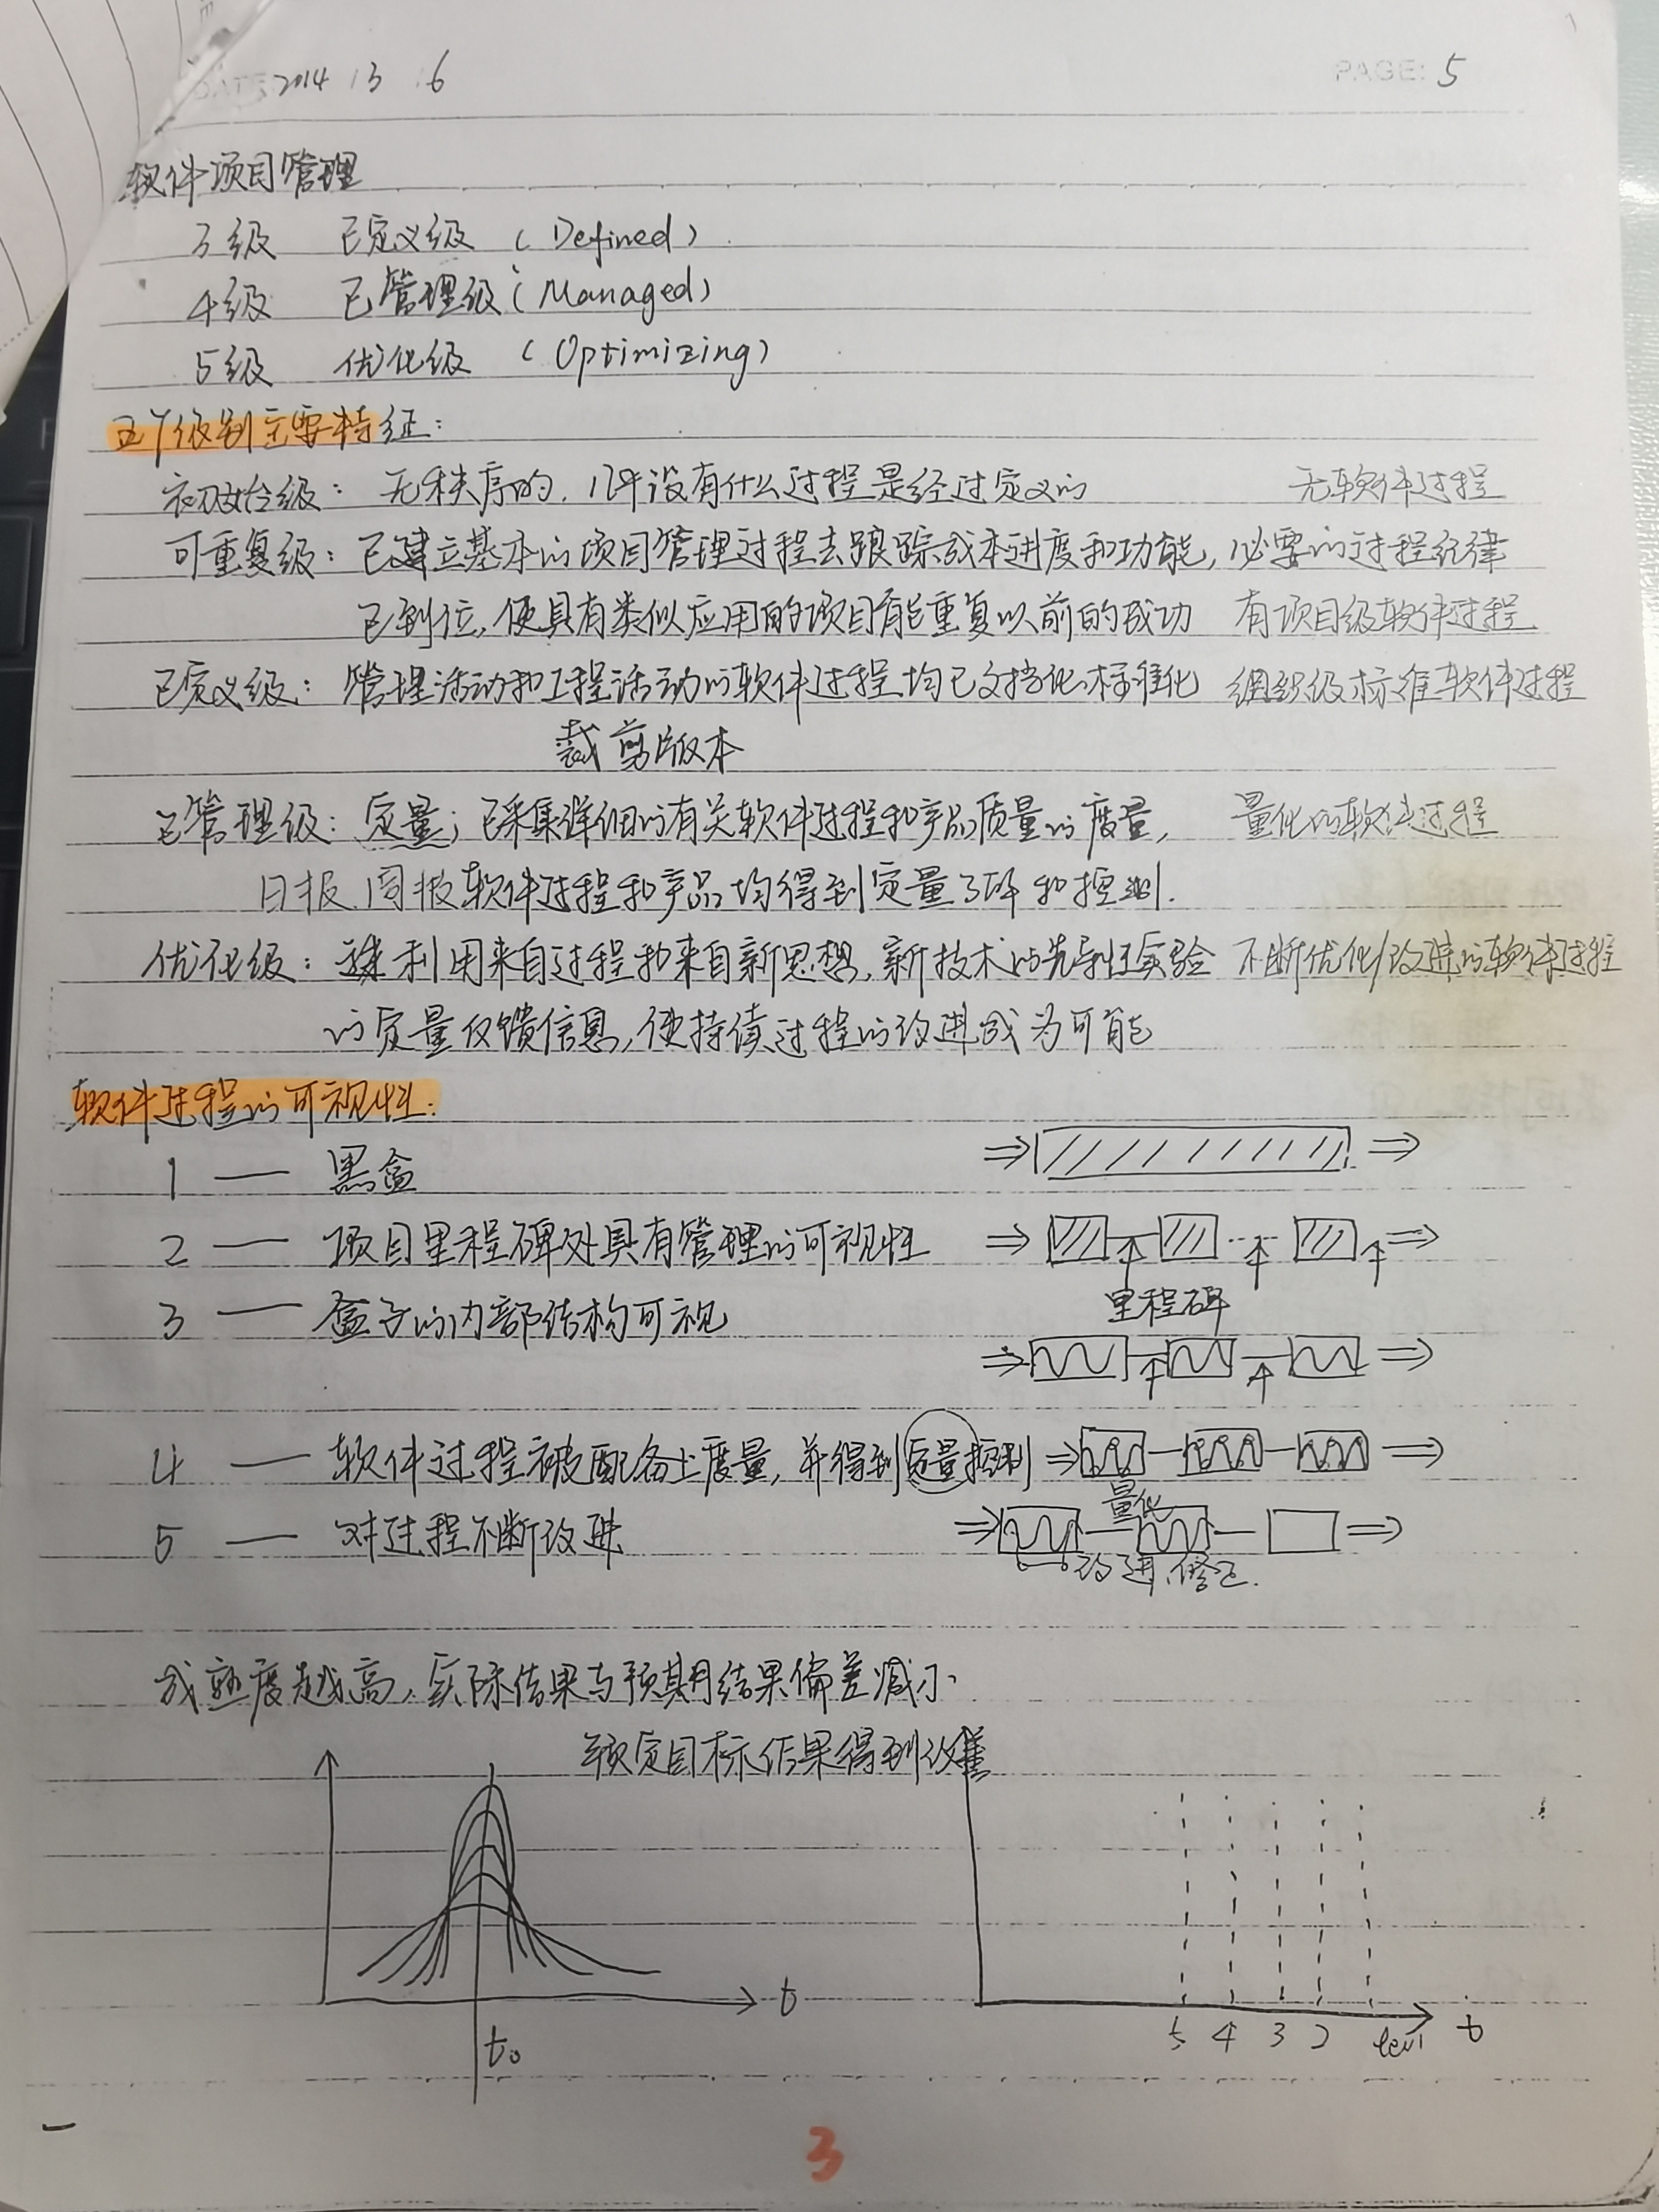 DATE 2014 3 6
PAGE: 5
软件项目管理
3级 已定义级 (Defined)
4级 已管理级 (Managed)
5级 优化级 (Optimizing)
五个级别主要特征:
初始级: 无秩序的, 几乎没有什么过程是经过定义的 无软件过程
可重复级: 已建立基本的项目管理过程去跟踪成本进度和功能, 必要的过程纪律
已到位, 使具有类似应用的项目能重复以前的成功 有项目级软件过程
已定义级: 管理活动和工程活动的软件过程均已文档化、标准化 组织级标准软件过程
裁剪版本
已管理级: 定量; 已采集详细的有关软件过程和产品质量的度量, 量化的软件过程
日报 周报 软件过程和产品均得到定量了解和控制.
优化级: 利用来自过程和来自新思想, 新技术的先导性实验 不断优化/改进的软件过程
的定量反馈信息, 使持续过程的改进成为可能
软件过程的可视性:
1 — 黑盒
2 — 项目里程碑处具有管理的可视性
里程碑
3 — 盒子的内部结构可视
4 — 软件过程被配备上度量, 并得到定量控制
量化
5 — 对过程不断改进
改进、修正.
成熟度越高, 实际结果与预期结果偏差减小
预定目标结果得到改善
t
t₀
5 4 3 2 t
3